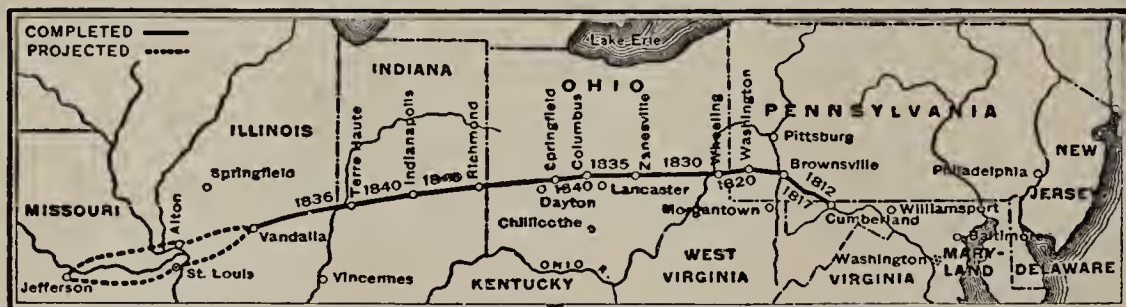 COMPLETED
PROJECTED
Lake Erie
INDIANA
OHIO
PENNSYLVANIA
ILLINOIS
NEW
JERSEY
MISSOURI
Springfield
Alton
Terre Haute
Indianapolis
Richmond
Springfield
Columbus
Zanesville
Wheeling
Washington
Pittsburg
Philadelphia
1836
1840
1840
1835
1830
1820
Brownsville
1812
1817
Dayton
Lancaster
Chillicothe
Morgantown
Cumberland
Williamsport
Baltimore
Vandalia
St. Louis
Jefferson
Vincennes
KENTUCKY
OHIO R.
WEST
VIRGINIA
Washington
VIRGINIA
MARY-
LAND
DELAWARE